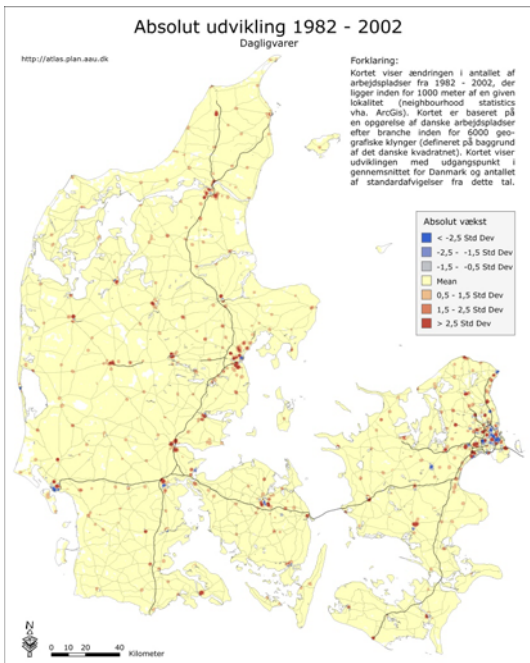 Absolut udvikling 1982 - 2002
Dagligvarer
http://atlas.plan.aau.dk
Forklaring:
Kortet viser ændringen i antallet af
arbejdspladser fra 1982 - 2002, der
ligger inden for 1000 meter af en given
lokalitet (neighbourhood statistics
vha. ArcGis). Kortet er baseret på
en opgørelse af danske arbejdspladser
efter branche inden for 6000 geo-
grafiske klynger (defineret på baggrund
af det danske kvadratnet). Kortet viser
udviklingen med udgangspunkt i
gennemsnittet for Danmark og antallet
af standardafvigelser fra dette tal.
Absolut vækst
< -2,5 Std Dev
-2,5 - -1,5 Std Dev
-1,5 - -0,5 Std Dev
Mean
0,5 - 1,5 Std Dev
1,5 - 2,5 Std Dev
> 2,5 Std Dev
N
0 10 20 40
Kilometer